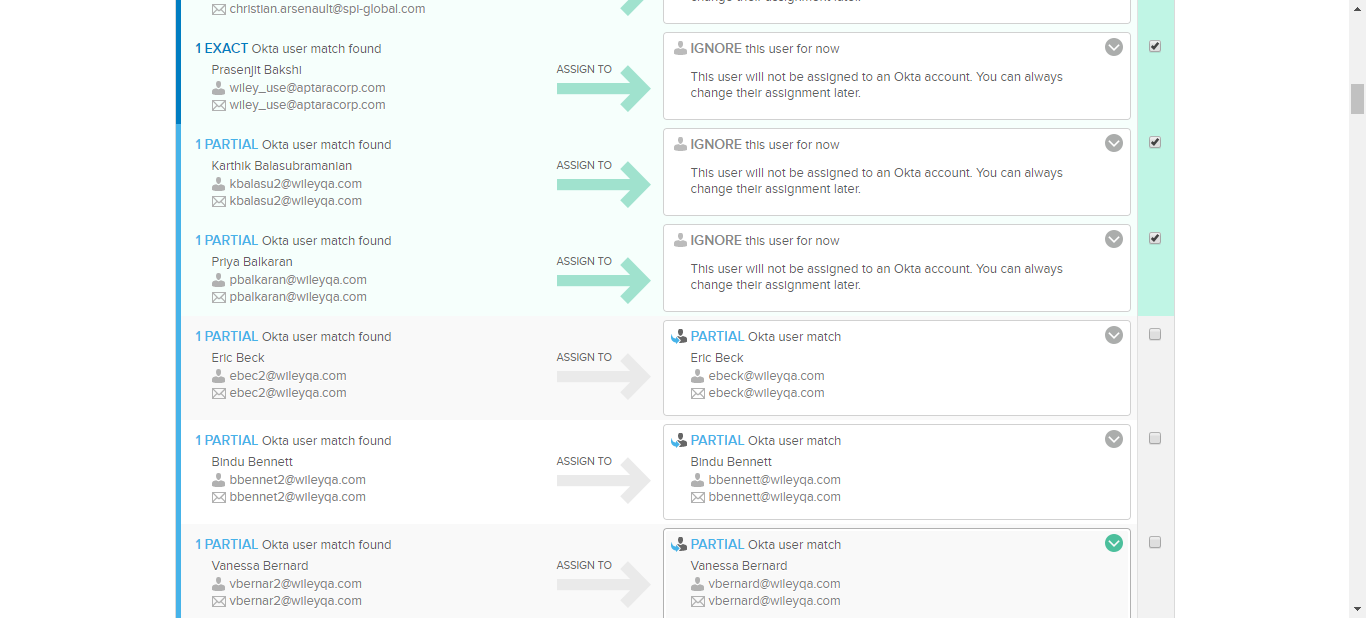 christian.arsenault@spi-global.com
change their assignment later.
1 EXACT Okta user match found
Prasenjit Bakshi
wiley_use@aptaracorp.com
wiley_use@aptaracorp.com
ASSIGN TO
IGNORE this user for now
This user will not be assigned to an Okta account. You can always
change their assignment later.
1 PARTIAL Okta user match found
Karthik Balasubramanian
kbalasu2@wileyqa.com
kbalasu2@wileyqa.com
ASSIGN TO
IGNORE this user for now
This user will not be assigned to an Okta account. You can always
change their assignment later.
1 PARTIAL Okta user match found
Priya Balkaran
pbalkaran@wileyqa.com
pbalkaran@wileyqa.com
ASSIGN TO
IGNORE this user for now
This user will not be assigned to an Okta account. You can always
change their assignment later.
1 PARTIAL Okta user match found
Eric Beck
ebec2@wileyqa.com
ebec2@wileyqa.com
ASSIGN TO
PARTIAL Okta user match
Eric Beck
ebeck@wileyqa.com
ebeck@wileyqa.com
1 PARTIAL Okta user match found
Bindu Bennett
bbennet2@wileyqa.com
bbennet2@wileyqa.com
ASSIGN TO
PARTIAL Okta user match
Bindu Bennett
bbennett@wileyqa.com
bbennett@wileyqa.com
1 PARTIAL Okta user match found
Vanessa Bernard
vbernar2@wileyqa.com
vbernar2@wileyqa.com
ASSIGN TO
PARTIAL Okta user match
Vanessa Bernard
vbernard@wileyqa.com
vbernard@wileyqa.com